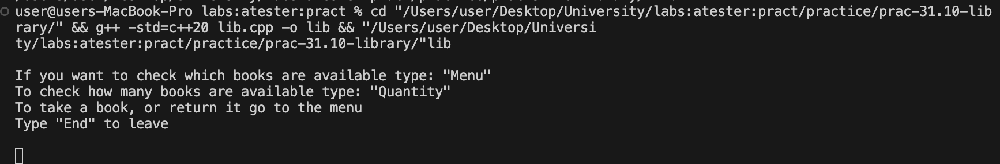 user@users-MacBook-Pro labs:atester:pract % cd "/Users/user/Desktop/University/labs:atester:pract/practice/prac-31.10-lib
rary/" && g++ -std=c++20 lib.cpp -o lib && "/Users/user/Desktop/Universi
ty/labs:atester:pract/practice/prac-31.10-library/"lib
If you want to check which books are available type: "Menu"
To check how many books are available type: "Quantity"
To take a book, or return it go to the menu
Type "End" to leave